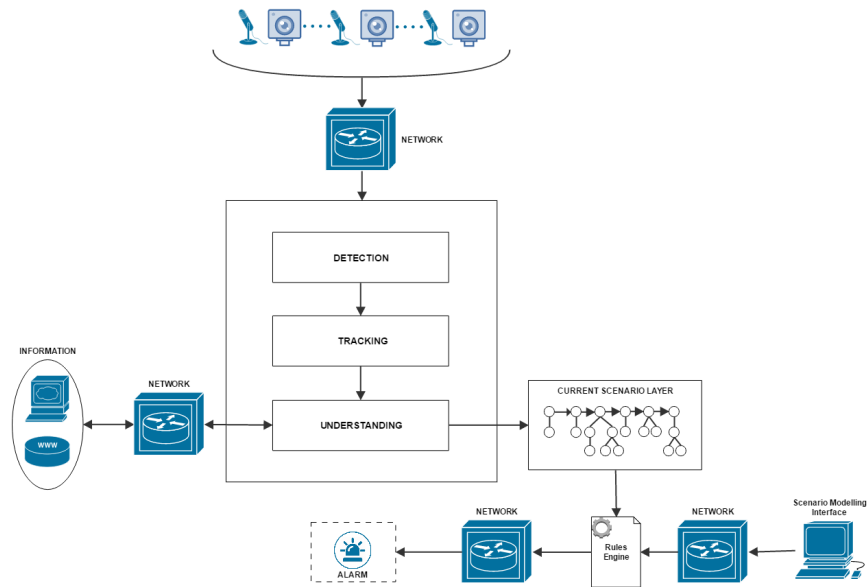 NETWORK
DETECTION
TRACKING
INFORMATION
NETWORK
CURRENT SCENARIO LAYER
WWW
UNDERSTANDING
NETWORK
NETWORK
Scenario Modelling
Interface
Rules
Engine
ALARM